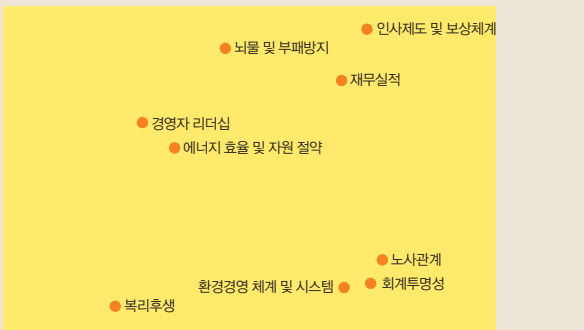 인사제도 및 보상체계
뇌물 및 부패방지
재무실적
경영자 리더십
에너지 효율 및 자원 절약
노사관계
환경경영 체계 및 시스템
회계투명성
복리후생